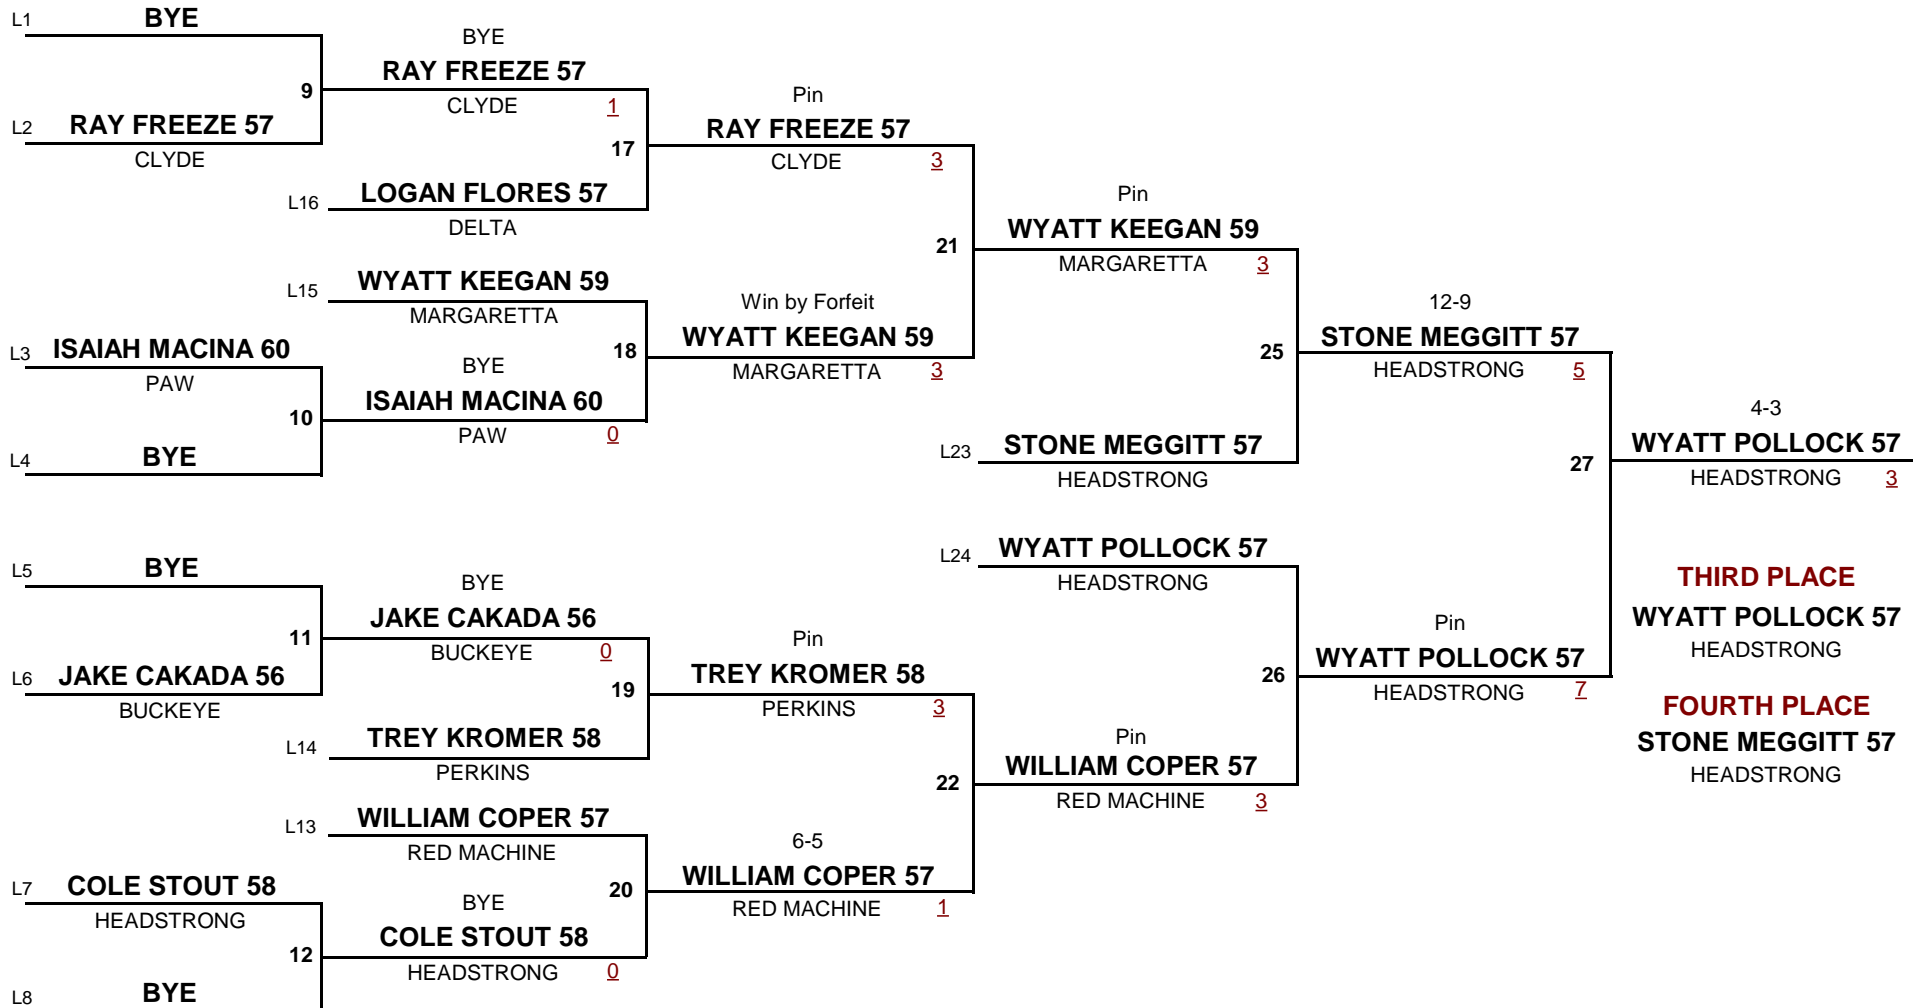 L1 BYE
BYE
RAY FREEZE 57
9
CLYDE 1
Pin
L2 RAY FREEZE 57
RAY FREEZE 57
CLYDE
17
CLYDE 3
L16 LOGAN FLORES 57
DELTA
Pin
WYATT KEEGAN 59
21
MARGARETTA 3
L15 WYATT KEEGAN 59
MARGARETTA
Win by Forfeit
WYATT KEEGAN 59
12-9
STONE MEGGITT 57
L3 ISAIAH MACINA 60
18
25
PAW
BYE
MARGARETTA 3
HEADSTRONG 5
ISAIAH MACINA 60
10
PAW 0
4-3
WYATT POLLOCK 57
L4 BYE
L23 STONE MEGGITT 57
HEADSTRONG
27
HEADSTRONG 3
L5 BYE
BYE
L24 WYATT POLLOCK 57
HEADSTRONG
THIRD PLACE
JAKE CAKADA 56
WYATT POLLOCK 57
11
BUCKEYE 0
Pin
Pin
HEADSTRONG
L6 JAKE CAKADA 56
TREY KROMER 58
WYATT POLLOCK 57
BUCKEYE
19
PERKINS 3
26
HEADSTRONG 7
FOURTH PLACE
L14 TREY KROMER 58
PERKINS
Pin
STONE MEGGITT 57
WILLIAM COPER 57
HEADSTRONG
22
RED MACHINE 3
L13 WILLIAM COPER 57
RED MACHINE
6-5
WILLIAM COPER 57
L7 COLE STOUT 58
20
HEADSTRONG
BYE
RED MACHINE 1
COLE STOUT 58
12
HEADSTRONG 0
L8 BYE